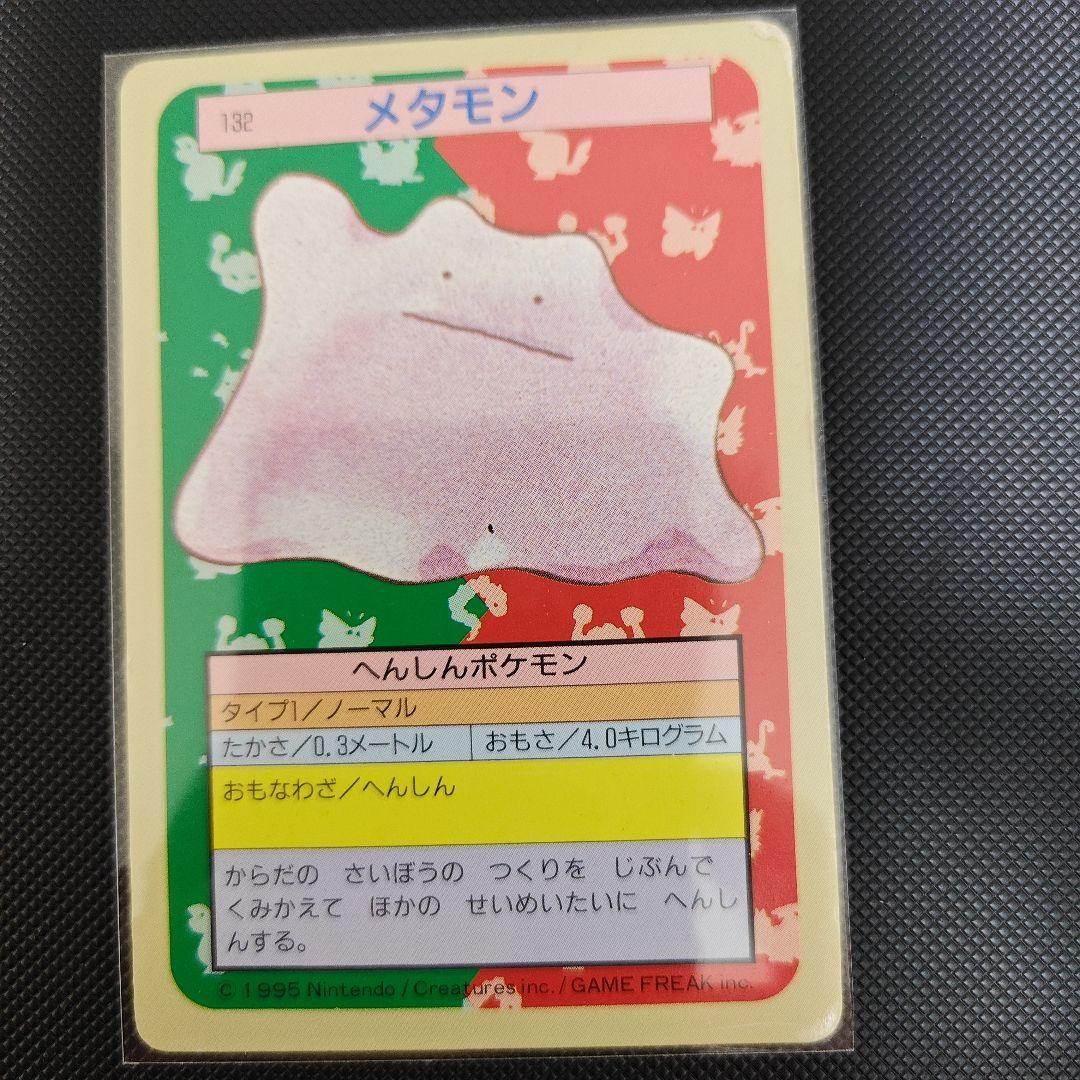 132 メタモン
へんしんポケモン
タイプ1/ノーマル
たかさ/0.3メートル おもさ/4.0キログラム
おもなわざ/へんしん
からだの さいぼうの つくりを じぶんで
くみかえて ほかの せいめいたいに へんし
んする。
© 1995 Nintendo / Creatures inc. / GAME FREAK inc.